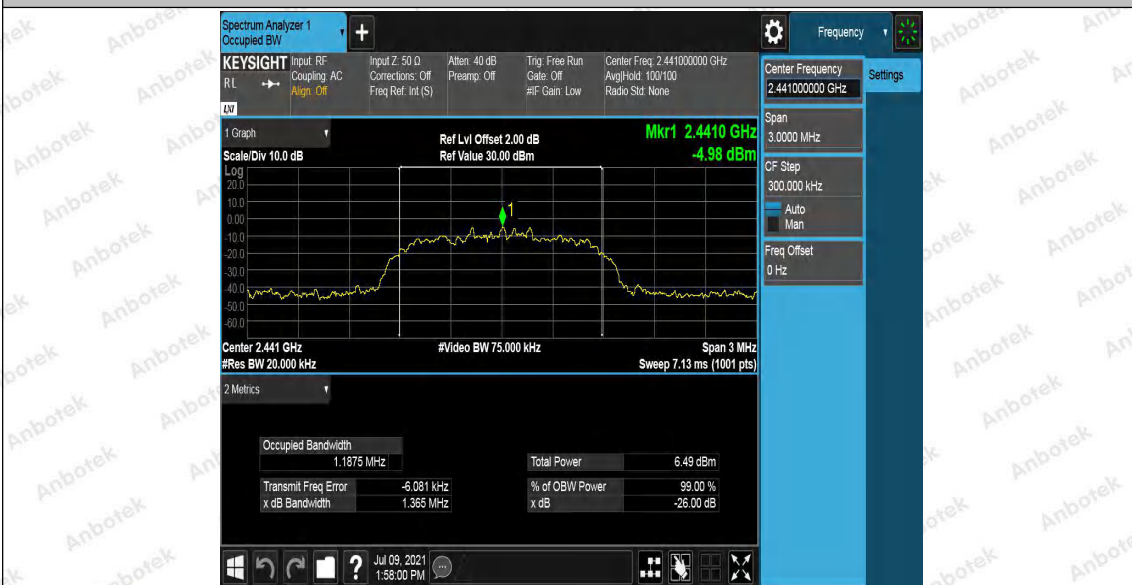 Spectrum Analyzer 1
Occupied BW
+
Frequency
KEYSIGHT
Input: RF
Input Z: 50 Ω
Atten: 40 dB
Trig: Free Run
Center Freq: 2.441000000 GHz
RL
Coupling: AC
Corrections: Off
Preamp: Off
Gate: Off
Avg|Hold: 100/100
Align: Off
Freq Ref: Int (S)
#IF Gain: Low
Radio Std: None
LXI
Center Frequency
2.441000000 GHz
Settings
Span
3.0000 MHz
CF Step
300.000 kHz
Auto
Man
Freq Offset
0 Hz
1 Graph
Ref Lvl Offset 2.00 dB
Mkr1 2.4410 GHz
Scale/Div 10.0 dB
Ref Value 30.00 dBm
-4.98 dBm
Log
20.0
10.0
0.00
1
-10.0
-20.0
-30.0
-40.0
-50.0
-60.0
Center 2.441 GHz
#Video BW 75.000 kHz
Span 3 MHz
#Res BW 20.000 kHz
Sweep 7.13 ms (1001 pts)
2 Metrics
Occupied Bandwidth
1.1875 MHz
Total Power
6.49 dBm
Transmit Freq Error
-6.081 kHz
% of OBW Power
99.00 %
x dB Bandwidth
1.365 MHz
x dB
-26.00 dB
?
Jul 09, 2021
1:58:00 PM
Anbotek